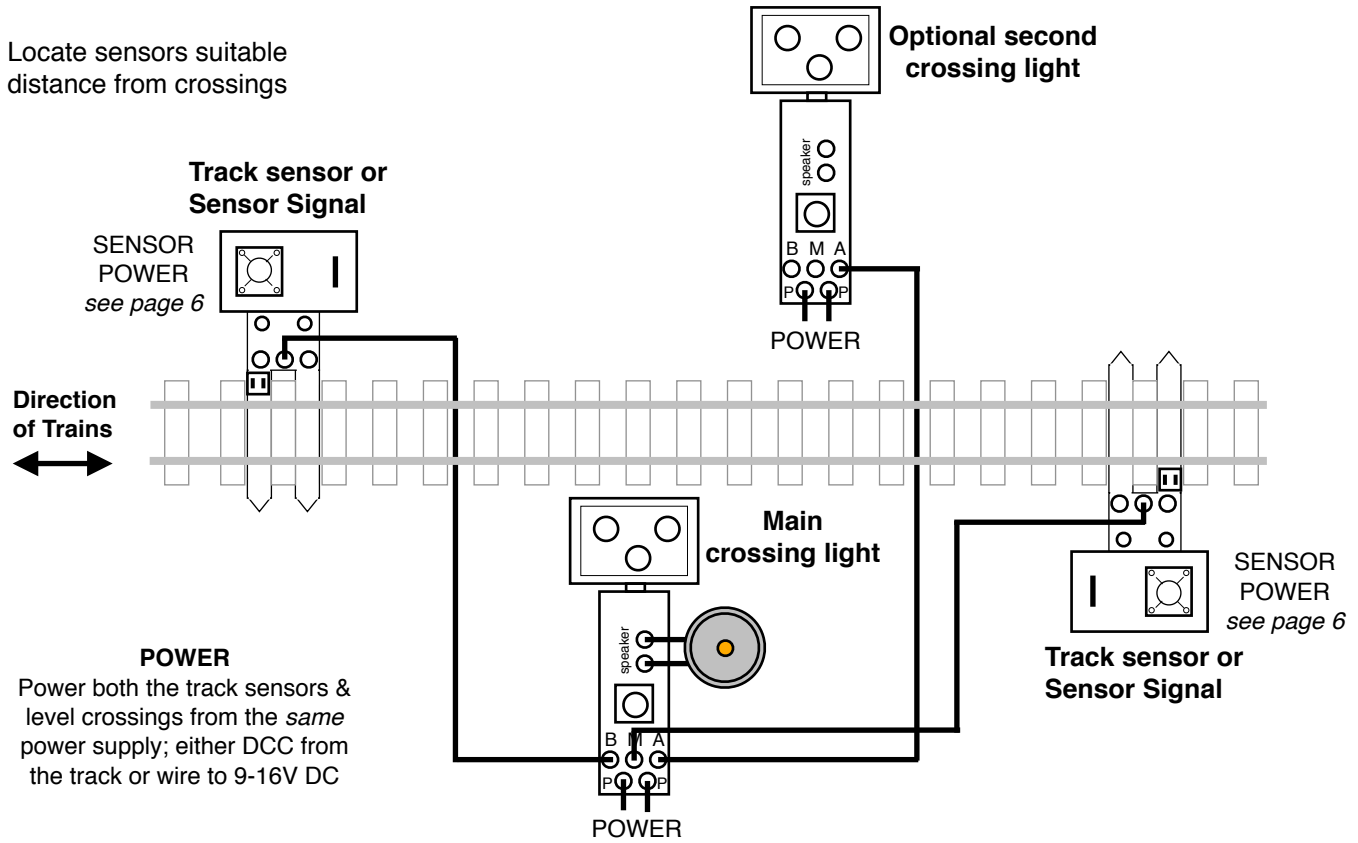 Locate sensors suitable
distance from crossings
Optional second
crossing light
speaker
B M A
P P
POWER
Track sensor or
Sensor Signal
SENSOR
POWER
see page 6
Direction
of Trains
Main
crossing light
speaker
B M A
P P
POWER
SENSOR
POWER
see page 6
Track sensor or
Sensor Signal
POWER
Power both the track sensors &
level crossings from the same
power supply; either DCC from
the track or wire to 9-16V DC